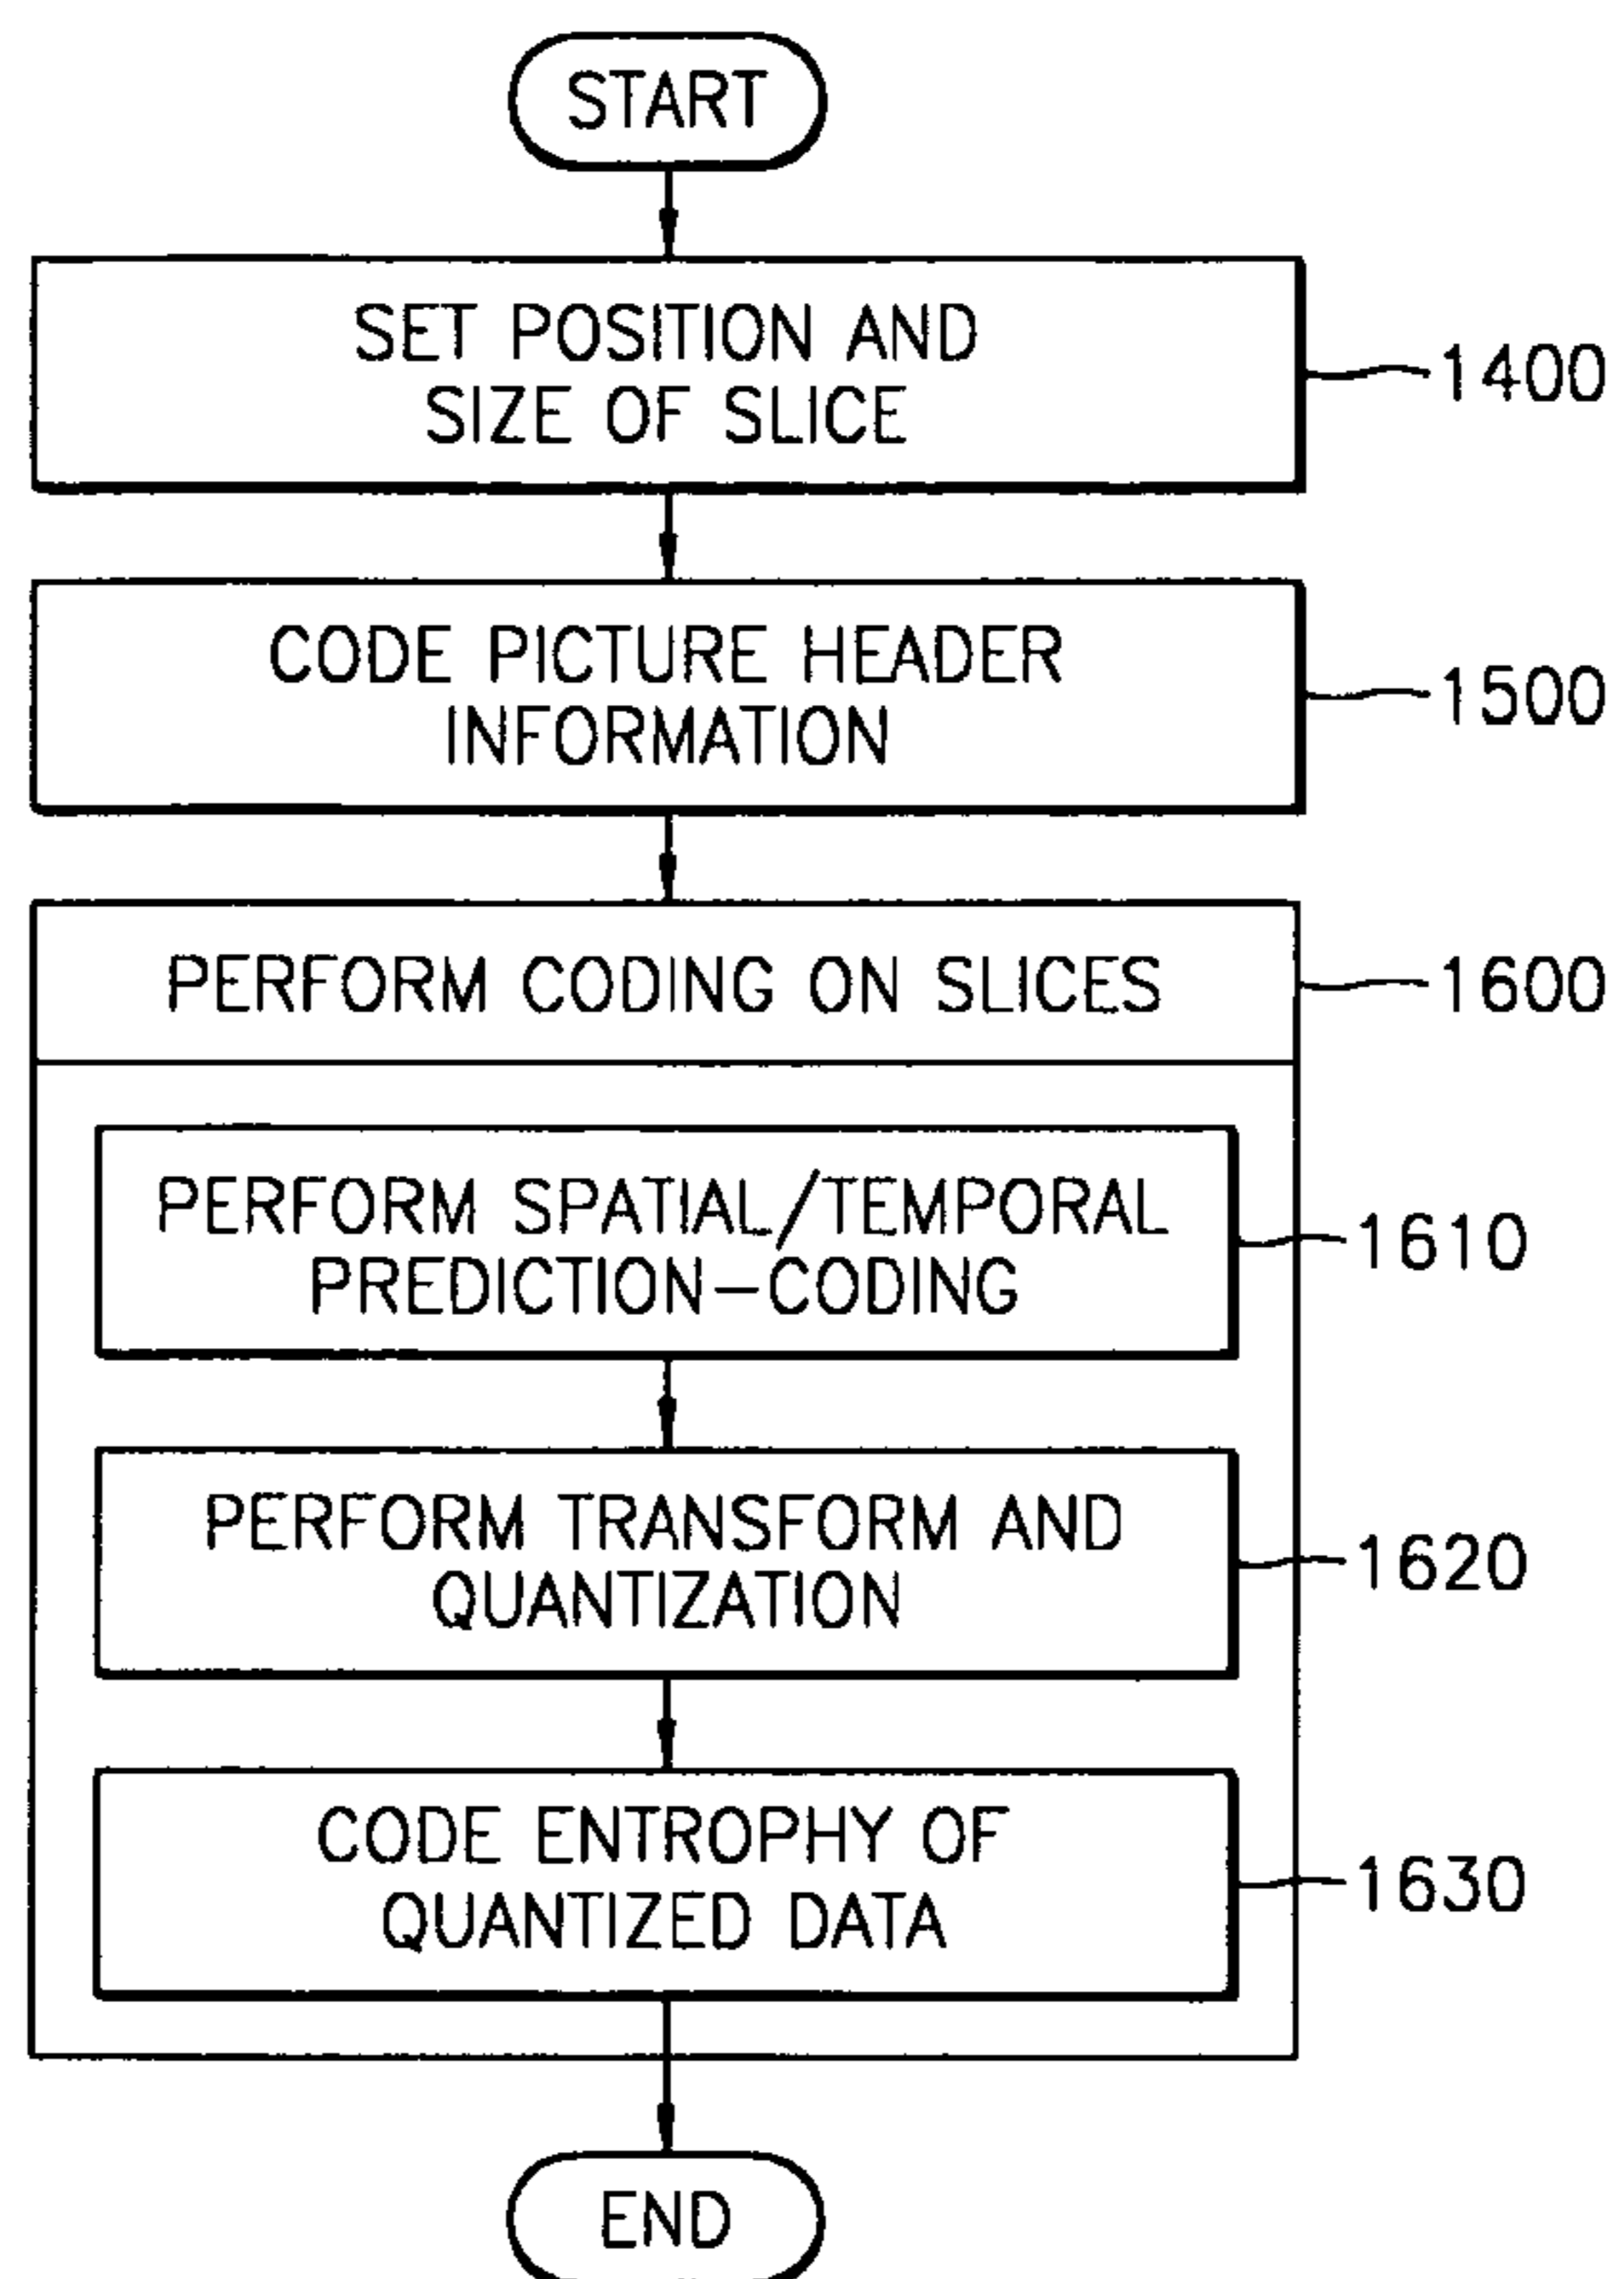 START
SET POSITION AND
SIZE OF SLICE
1400
CODE PICTURE HEADER
INFORMATION
1500
PERFORM CODING ON SLICES
1600
PERFORM SPATIAL/TEMPORAL
PREDICTION-CODING
1610
PERFORM TRANSFORM AND
QUANTIZATION
1620
CODE ENTROPHY OF
QUANTIZED DATA
1630
END